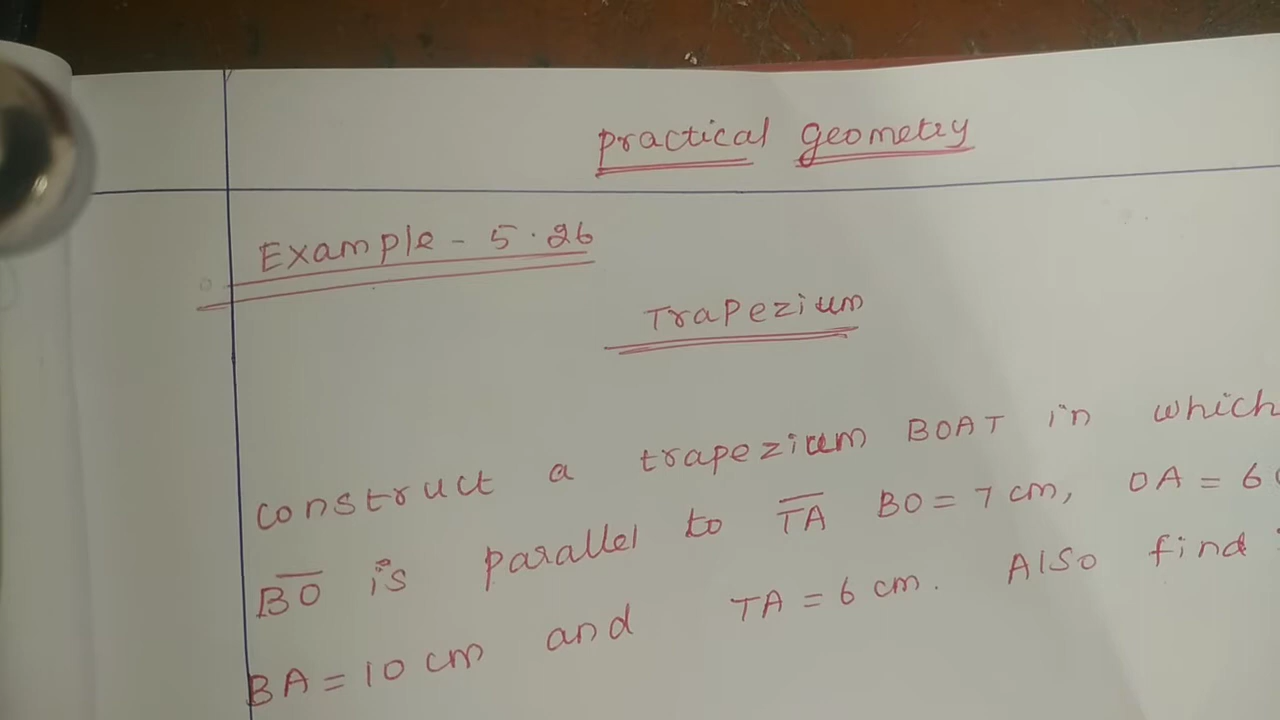 Practical geometry
Example - 5.26
Trapezium
construct a trapezium BOAT in which
BO is parallel to TA BO = 7 cm, OA = 6
BA = 10 cm and TA = 6 cm. Also find